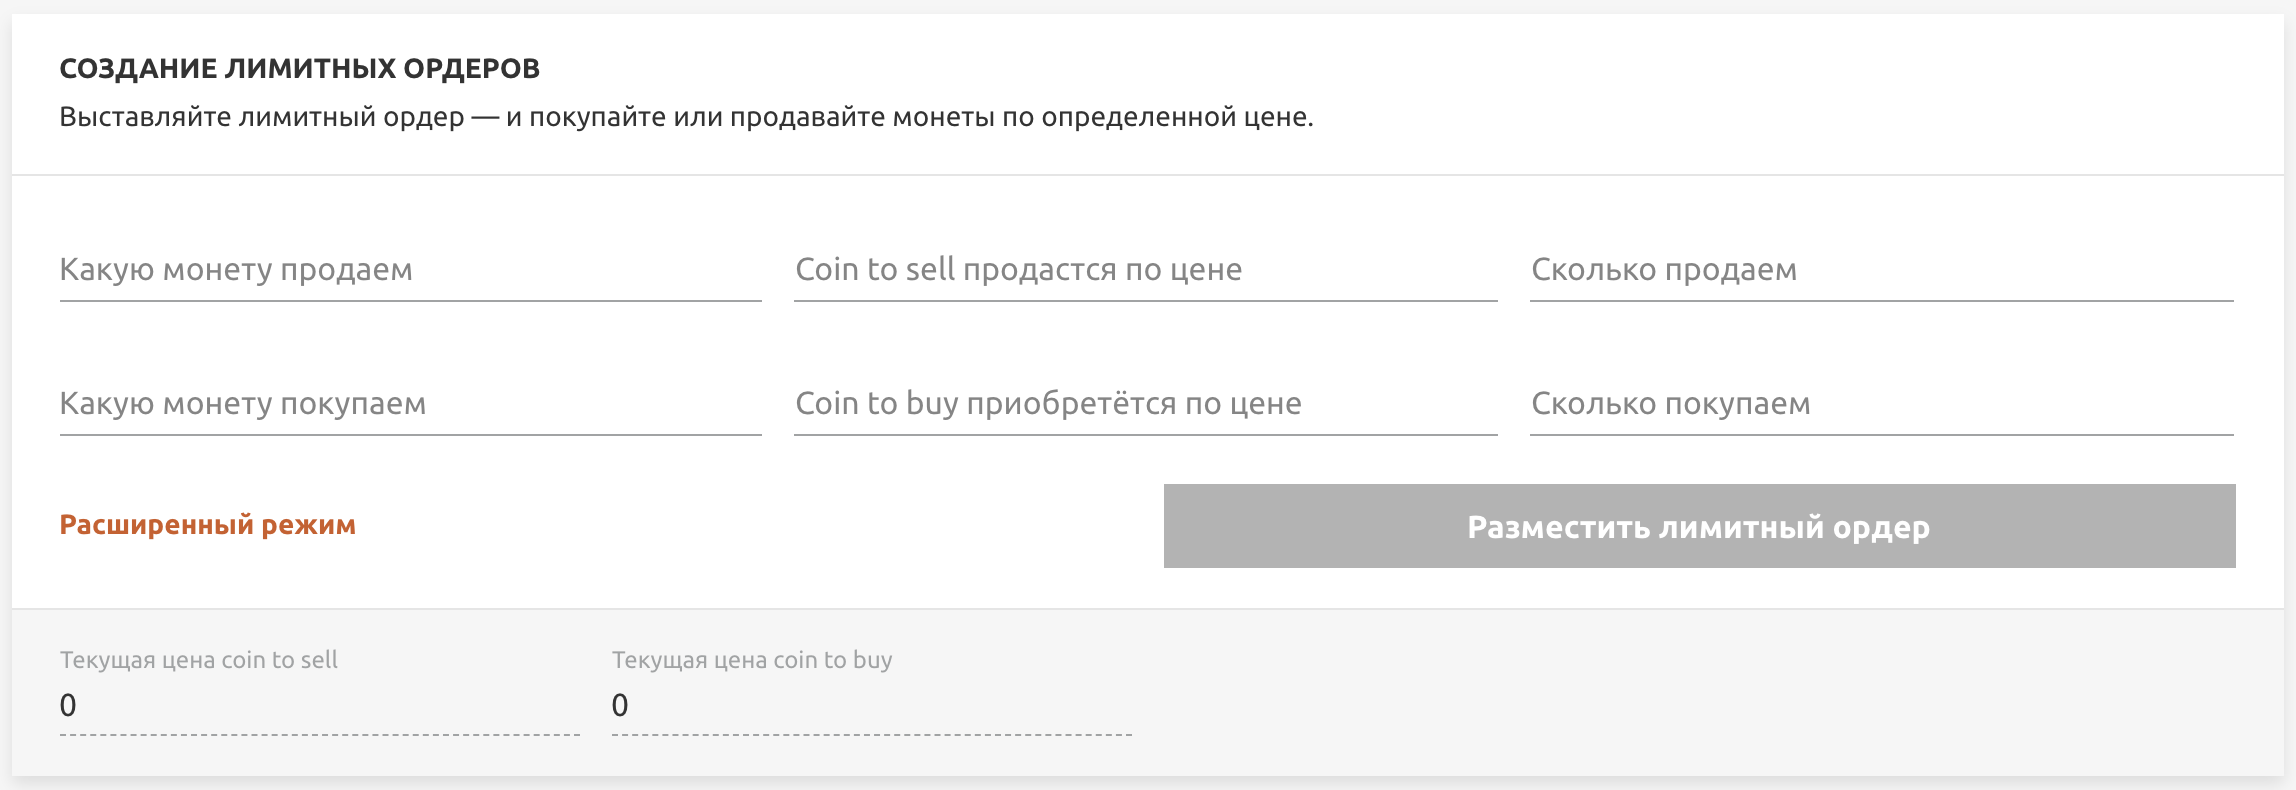 СОЗДАНИЕ ЛИМИТНЫХ ОРДЕРОВ
Выставляйте лимитный ордер — и покупайте или продавайте монеты по определенной цене.
Какую монету продаем
Coin to sell продастся по цене
Сколько продаем
Какую монету покупаем
Coin to buy приобретётся по цене
Сколько покупаем
Расширенный режим
Разместить лимитный ордер
Текущая цена coin to sell
Текущая цена coin to buy
0
0